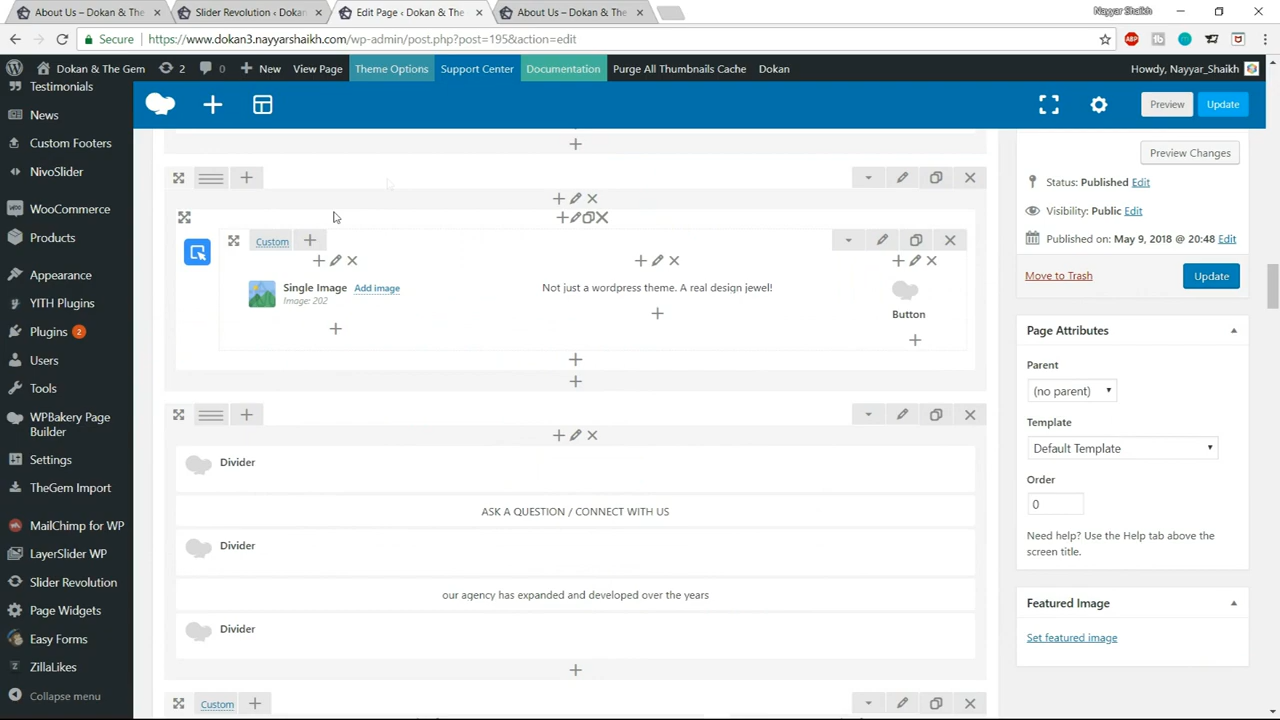 About Us – Dokan & The
Slider Revolution ‹ Dokan
Edit Page ‹ Dokan & The
About Us – Dokan & The
Nayyar Shaikh
Secure
https://www.dokan3.nayyarshaikh.com/wp-admin/post.php?post=195&action=edit
Dokan & The Gem
2
0
New
View Page
Theme Options
Support Center
Documentation
Purge All Thumbnails Cache
Dokan
Howdy, Nayyar_Shaikh
Testimonials
News
Custom Footers
NivoSlider
WooCommerce
Products
Appearance
YITH Plugins
Plugins 2
Users
Tools
WPBakery Page
Builder
Settings
TheGem Import
MailChimp for WP
LayerSlider WP
Slider Revolution
Page Widgets
Easy Forms
ZillaLikes
Collapse menu
Preview
Update
Custom
Single Image
Add image
Image: 202
Not just a wordpress theme. A real design jewel!
Button
Divider
ASK A QUESTION / CONNECT WITH US
Divider
our agency has expanded and developed over the years
Divider
Custom
Preview Changes
Status: Published Edit
Visibility: Public Edit
Published on: May 9, 2018 @ 20:48 Edit
Move to Trash
Update
Page Attributes
Parent
(no parent)
Template
Default Template
Order
0
Need help? Use the Help tab above the
screen title.
Featured Image
Set featured image